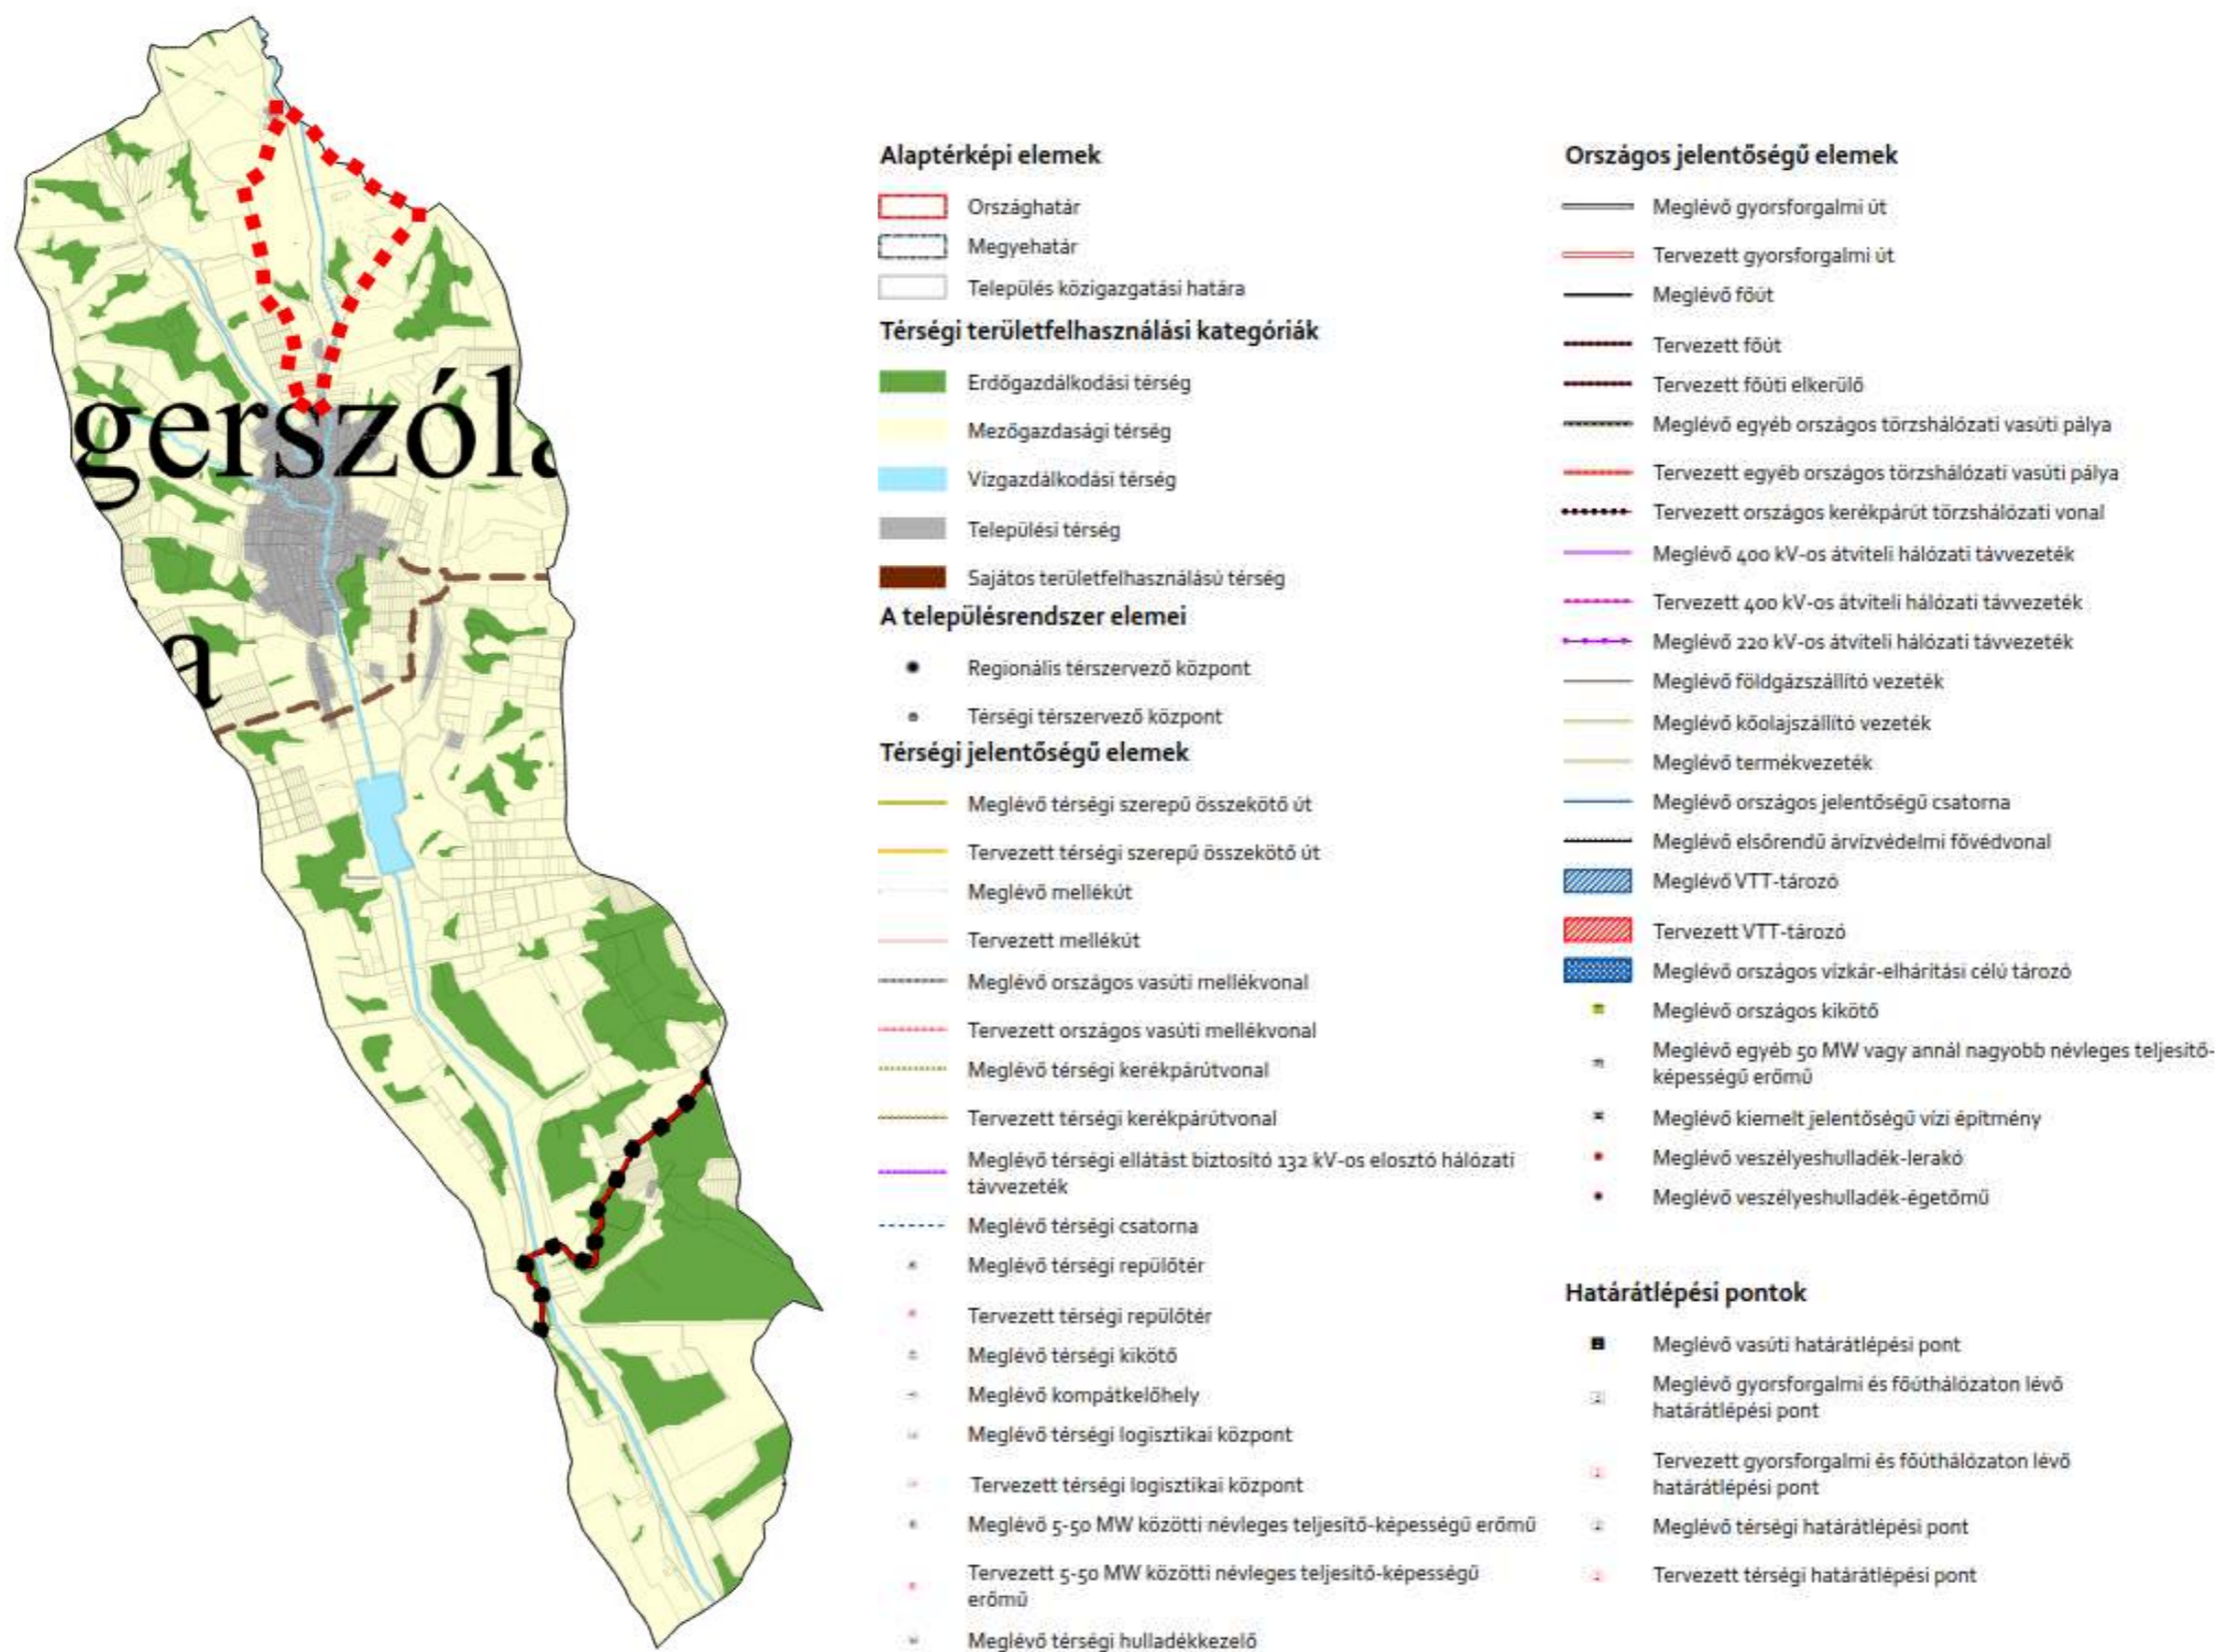 gerszóla
a
Alaptérképi elemek
Országhatár
Megyehatár
Település közigazgatási határa
Térségi területfelhasználási kategóriák
Erdőgazdálkodási térség
Mezőgazdasági térség
Vízgazdálkodási térség
Települési térség
Sajátos területfelhasználású térség
A településrendszer elemei
Regionális térszervező központ
Térségi térszervező központ
Térségi jelentőségű elemek
Meglévő térségi szerepű összekötő út
Tervezett térségi szerepű összekötő út
Meglévő mellékút
Tervezett mellékút
Meglévő országos vasúti mellékvonal
Tervezett országos vasúti mellékvonal
Meglévő térségi kerékpárútvonal
Tervezett térségi kerékpárútvonal
Meglévő térségi ellátást biztosító 132 kV-os elosztó hálózati
távvezeték
Meglévő térségi csatorna
Meglévő térségi repülőtér
Tervezett térségi repülőtér
Meglévő térségi kikötő
Meglévő kompátkelőhely
Meglévő térségi logisztikai központ
Tervezett térségi logisztikai központ
Meglévő 5-50 MW közötti névleges teljesítő-képességű erőmű
Tervezett 5-50 MW közötti névleges teljesítő-képességű
erőmű
Meglévő térségi hulladékkezelő
Országos jelentőségű elemek
Meglévő gyorsforgalmi út
Tervezett gyorsforgalmi út
Meglévő főút
Tervezett főút
Tervezett főúti elkerülő
Meglévő egyéb országos törzshálózati vasúti pálya
Tervezett egyéb országos törzshálózati vasúti pálya
Tervezett országos kerékpárút törzshálózati vonal
Meglévő 400 kV-os átviteli hálózati távvezeték
Tervezett 400 kV-os átviteli hálózati távvezeték
Meglévő 220 kV-os átviteli hálózati távvezeték
Meglévő földgázszállító vezeték
Meglévő kőolajszállító vezeték
Meglévő termékvezeték
Meglévő országos jelentőségű csatorna
Meglévő elsőrendű árvízvédelmi fővédvonal
Meglévő VTT-tározó
Tervezett VTT-tározó
Meglévő országos vízkár-elhárítási célú tározó
Meglévő országos kikötő
Meglévő egyéb 50 MW vagy annál nagyobb névleges teljesítő-
képességű erőmű
Meglévő kiemelt jelentőségű vízi építmény
Meglévő veszélyeshulladék-lerakó
Meglévő veszélyeshulladék-égetőmű
Határátlépési pontok
Meglévő vasúti határátlépési pont
Meglévő gyorsforgalmi és főúthálózaton lévő
határátlépési pont
Tervezett gyorsforgalmi és főúthálózaton lévő
határátlépési pont
Meglévő térségi határátlépési pont
Tervezett térségi határátlépési pont